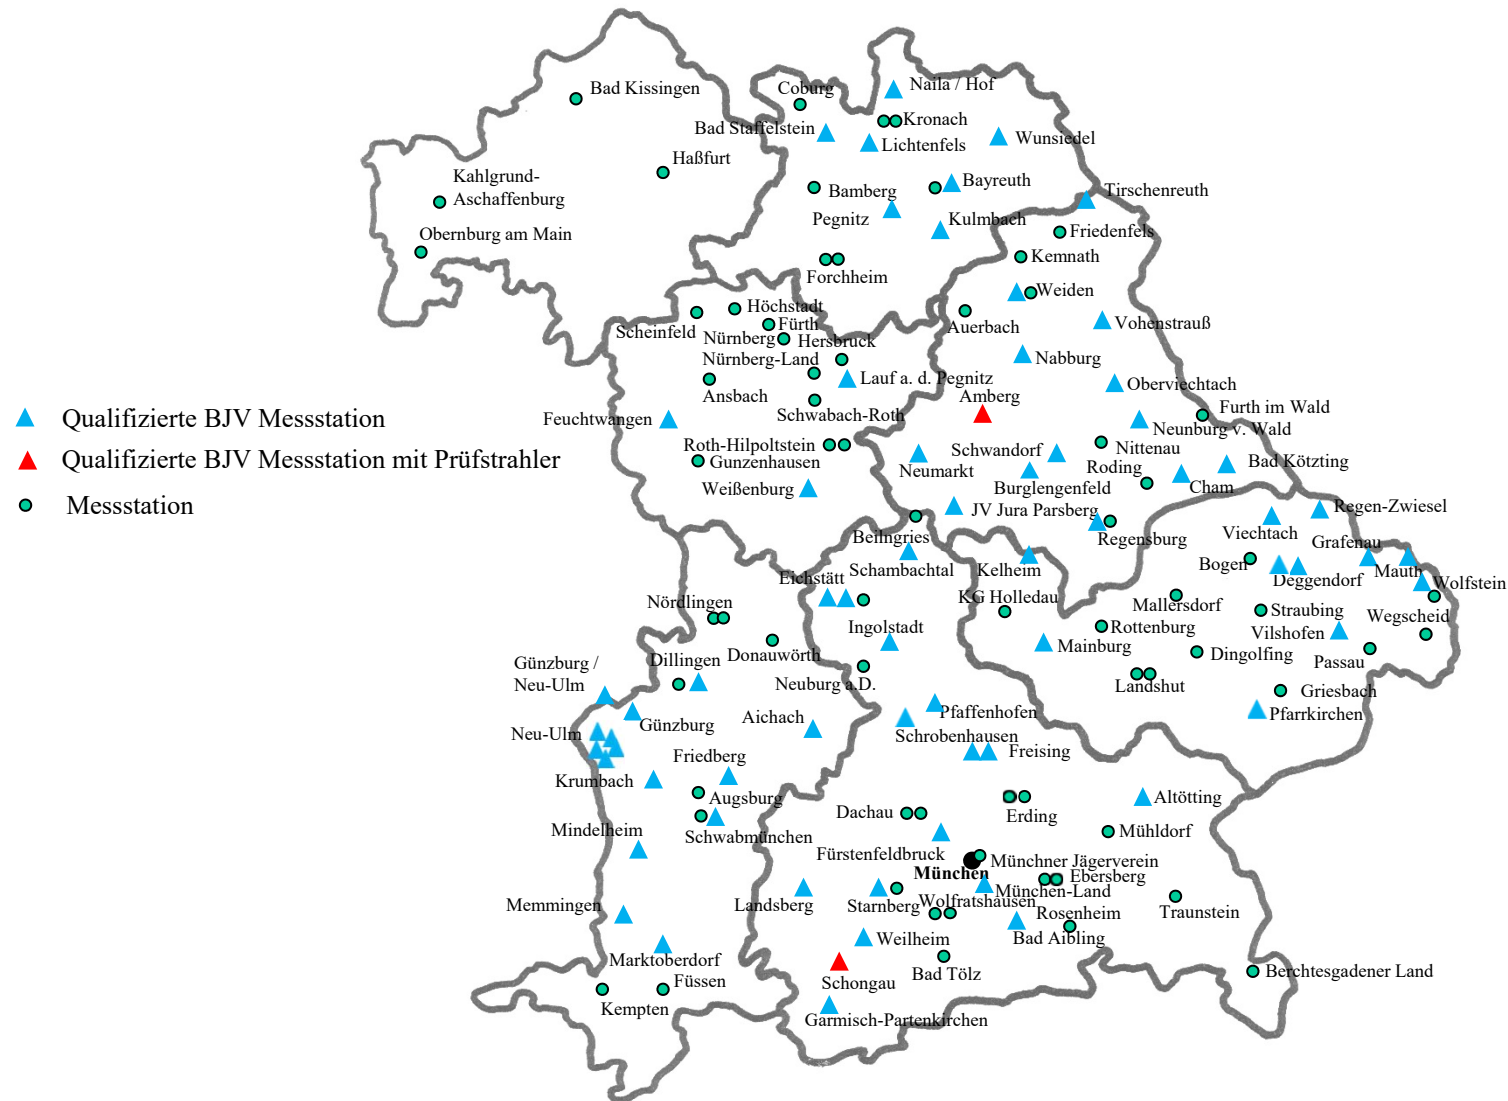 Bad Kissingen
Coburg
Naila / Hof
Kronach
Bad Staffelstein
Lichtenfels
Wunsiedel
Haßfurt
Kahlgrund-
Aschaffenburg
Bamberg
Bayreuth
Tirschenreuth
Pegnitz
Kulmbach
Obernburg am Main
Friedenfels
Kemnath
Forchheim
Weiden
Höchstadt
Scheinfeld
Fürth
Auerbach
Vohenstrauß
Nürnberg
Hersbruck
Nürnberg-Land
Nabburg
Lauf a. d. Pegnitz
Oberviechtach
Ansbach
Amberg
Schwabach-Roth
Furth im Wald
Feuchtwangen
Neunburg v. Wald
Qualifizierte BJV Messstation
Qualifizierte BJV Messstation mit Prüfstrahler
Messstation
Roth-Hilpoltstein
Gunzenhausen
Schwandorf
Nittenau
Neumarkt
Roding
Bad Kötzting
Weißenburg
Burglengenfeld
Cham
JV Jura Parsberg
Regen-Zwiesel
Beilngries
Regensburg
Viechtach
Grafenau
Schambachtal
Kelheim
Bogen
Deggendorf
Mauth
Wolfstein
Eichstätt
Nördlingen
KG Holledau
Mallersdorf
Straubing
Wegscheid
Ingolstadt
Rottenburg
Vilshofen
Mainburg
Donauwörth
Dillingen
Dingolfing
Passau
Günzburg /
Neu-Ulm
Neuburg a.D.
Landshut
Griesbach
Aichach
Pfaffenhofen
Pfarrkirchen
Günzburg
Neu-Ulm
Schrobenhausen
Freising
Friedberg
Krumbach
Augsburg
Altötting
Dachau
Erding
Mindelheim
Schwabmünchen
Mühldorf
Fürstenfeldbruck
Münchner Jägerverein
München
Ebersberg
München-Land
Memmingen
Landsberg
Starnberg
Wolfratshausen
Rosenheim
Traunstein
Weilheim
Bad Aibling
Marktoberdorf
Bad Tölz
Berchtesgadener Land
Füssen
Schongau
Kempten
Garmisch-Partenkirchen